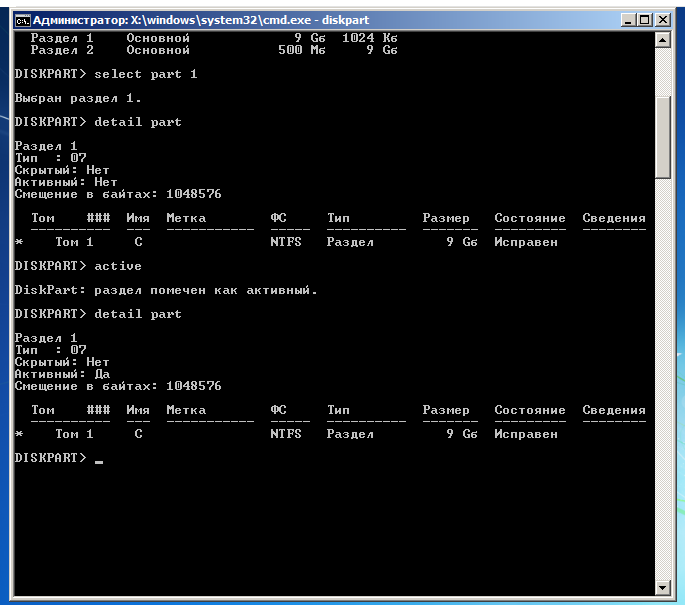 Администратор: X:\windows\system32\cmd.exe - diskpart
Раздел 1 Основной 9 Gб 1024 Kб
Раздел 2 Основной 500 Mб 9 Gб
DISKPART> select part 1
Выбран раздел 1.
DISKPART> detail part
Раздел 1
Тип : 07
Скрытый: Нет
Активный: Нет
Смещение в байтах: 1048576
Том ### Имя Метка ФС Тип Размер Состояние Сведения
* Том 1 C NTFS Раздел 9 Gб Исправен
DISKPART> active
DiskPart: раздел помечен как активный.
DISKPART> detail part
Раздел 1
Тип : 07
Скрытый: Нет
Активный: Да
Смещение в байтах: 1048576
Том ### Имя Метка ФС Тип Размер Состояние Сведения
* Том 1 C NTFS Раздел 9 Gб Исправен
DISKPART> _